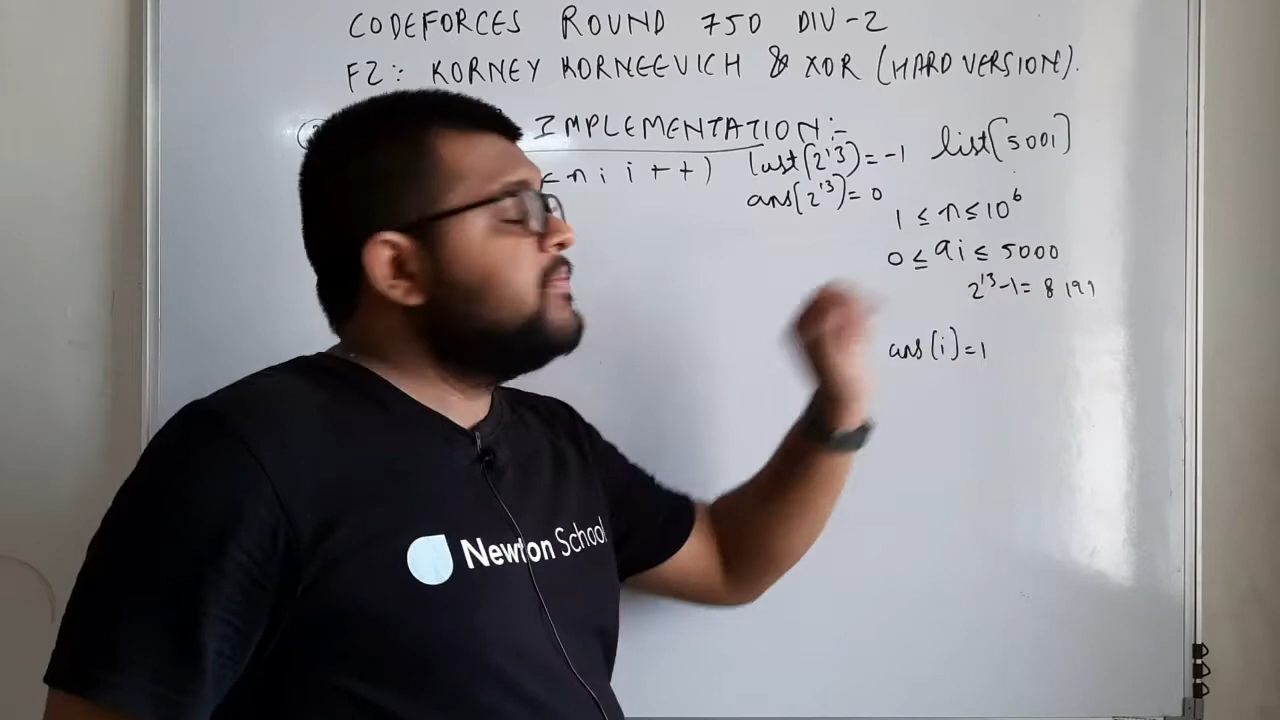 CODEFORCES ROUND 750 DIV-2
F2: KORNEY KORNEEVICH & XOR (HARD VERSION).
IMPLEMENTATION:-
< n ; i++)
last[2^13] = -1
list[5001]
ans[2^13] = 0
1 ≤ n ≤ 10^6
0 ≤ ai ≤ 5000
2^13-1 = 8191
ans[i]=1
Newton School